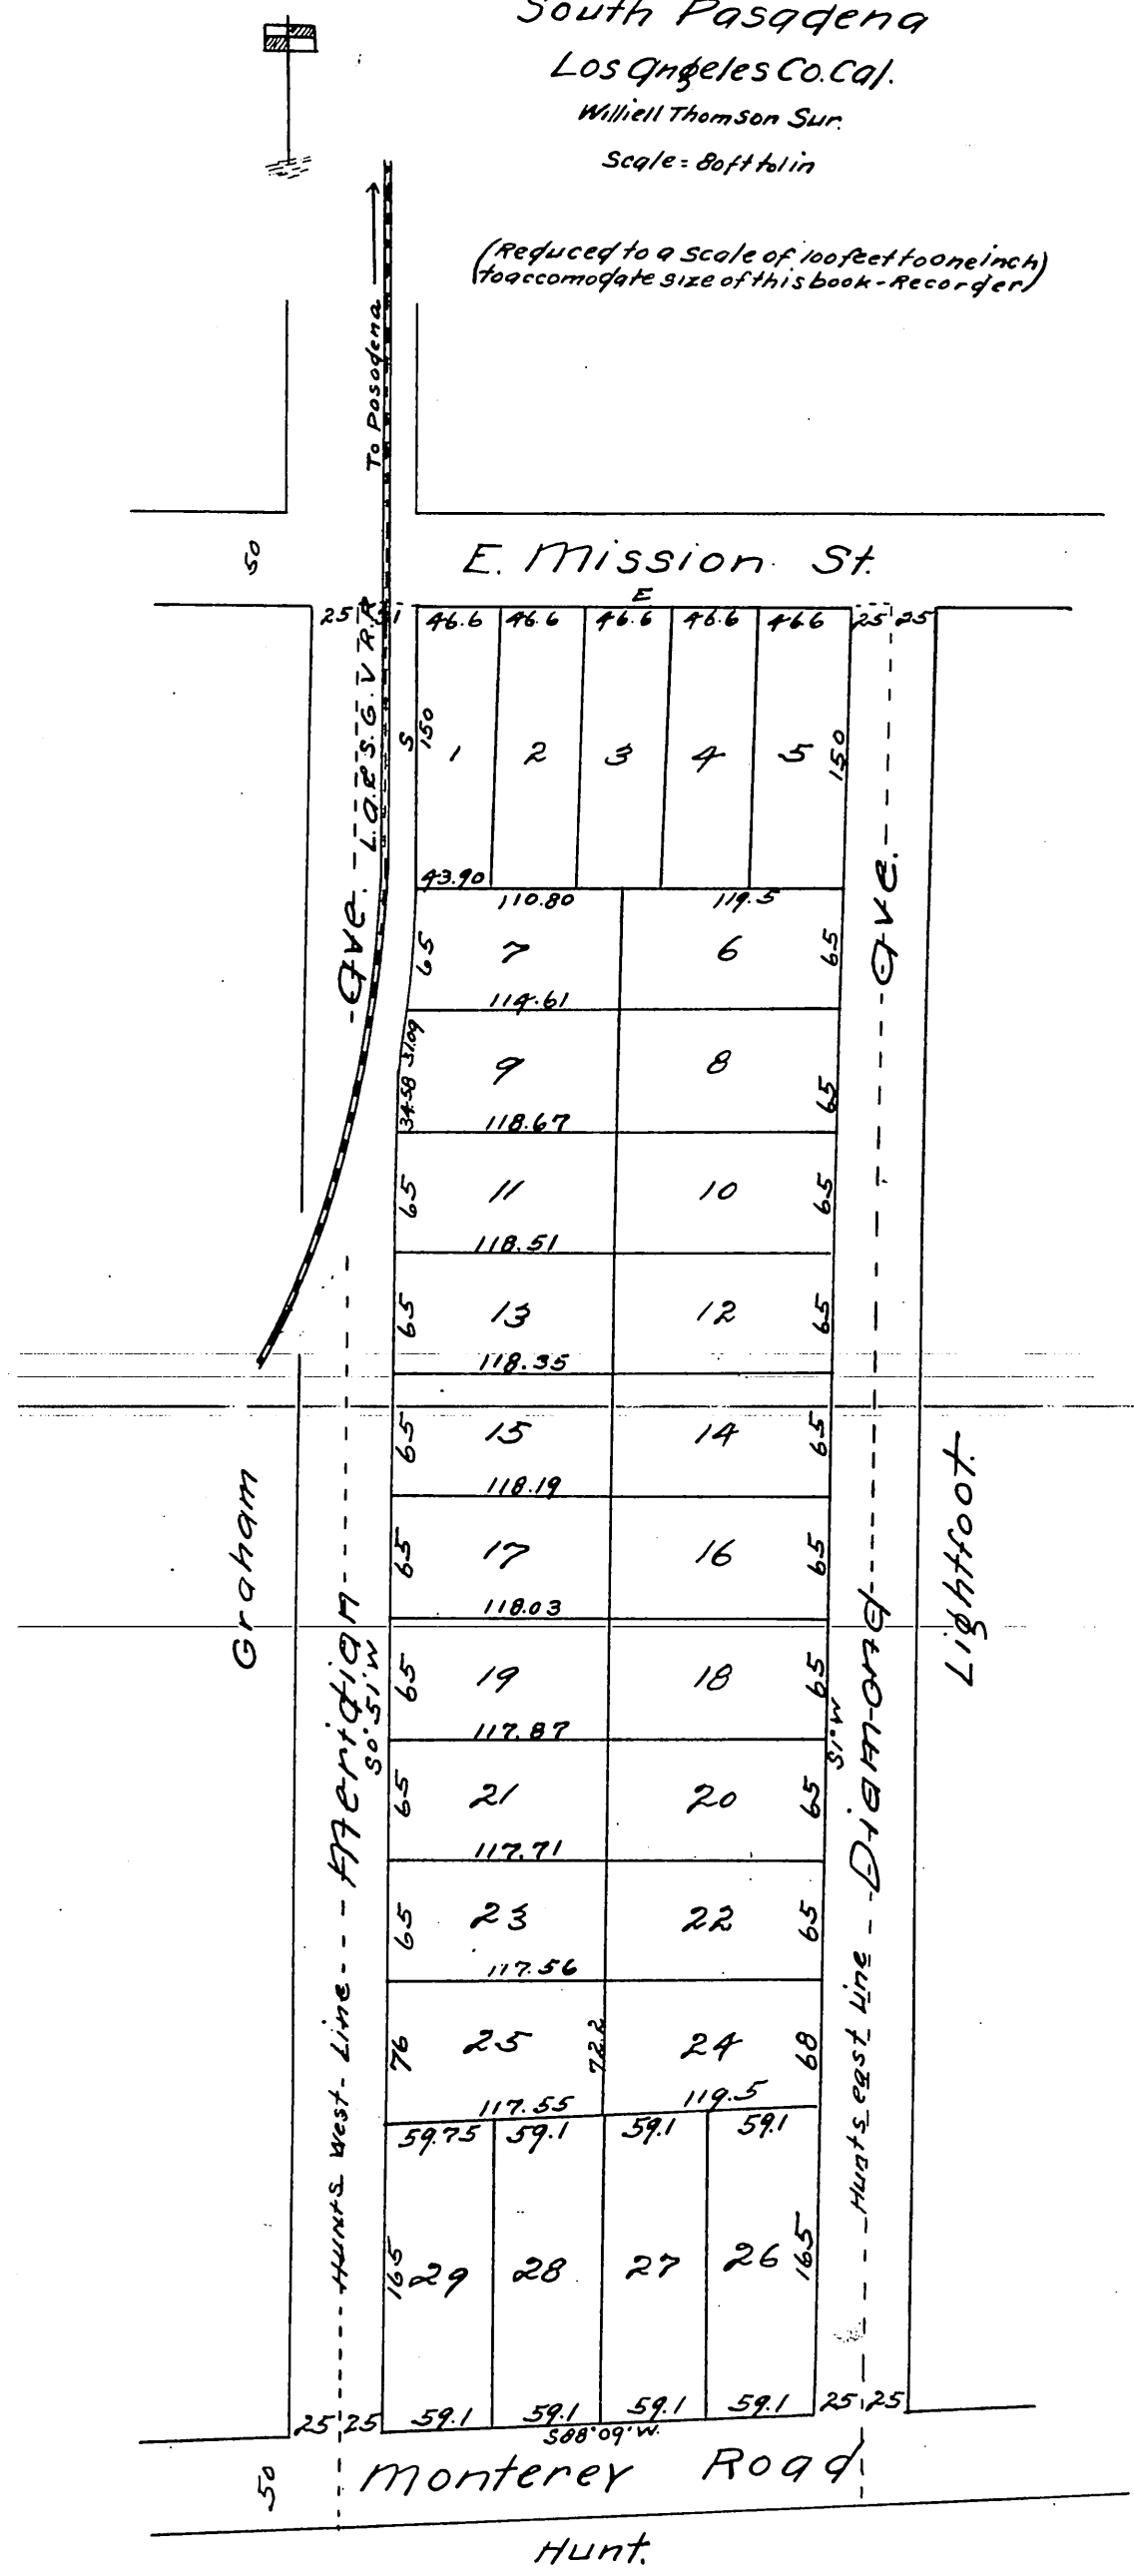 South Pasadena
Los Angeles Co. Cal.
Williell Thomson Sur.
Scale = 80 ft to 1 in
(Reduced to a scale of 100 feet to one inch)
(to accomodate size of this book - Recorder)
To Pasadena
50
E. Mission St.
E
25 31 46.6 46.6 46.6 46.6 46.6 25 25
L.A. & S.G.V R.R.
S 150 1 2 3 4 5 150
43.90
110.80 119.5
Ave.
Ave.
65 7 6 65
114.61
31.09
34.58 9 8 65
118.67
65 11 10 65
118.51
65 13 12 65
118.35
65 15 14 65
118.19
Graham
Lightfoot.
65 17 16 65
118.03
Meridian
S0°51'W
65 19 18 65
117.87
S1°W
Diamond
65 21 20 65
117.71
65 23 22 65
117.56
Hunts West Line
Hunts east Line
76 25 72.2 24 68
117.55 119.5
59.75 59.1 59.1 59.1
165 29 28 27 26 165
25 25 59.1 59.1 59.1 59.1 25 25
S88°09'W.
50
Monterey Road
Hunt.